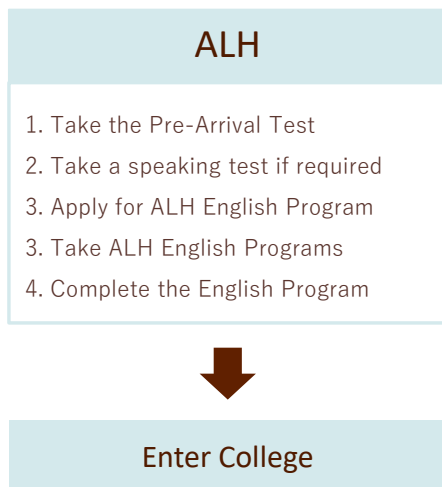 ALH
1. Take the Pre-Arrival Test
2. Take a speaking test if required
3. Apply for ALH English Program
3. Take ALH English Programs
4. Complete the English Program
Enter College